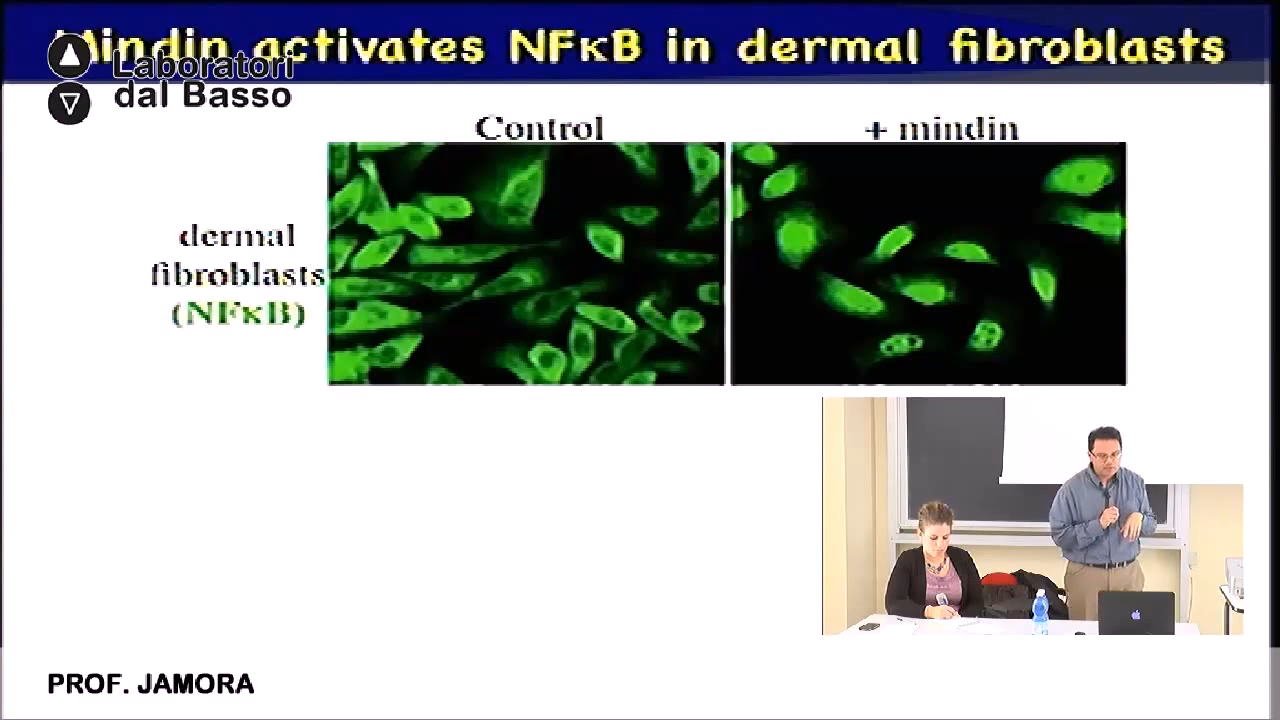 Mindin activates NFκB in dermal fibroblasts
Laboratori
dal Basso
Control
+ mindin
dermal
fibroblasts
(NFκB)
PROF. JAMORA